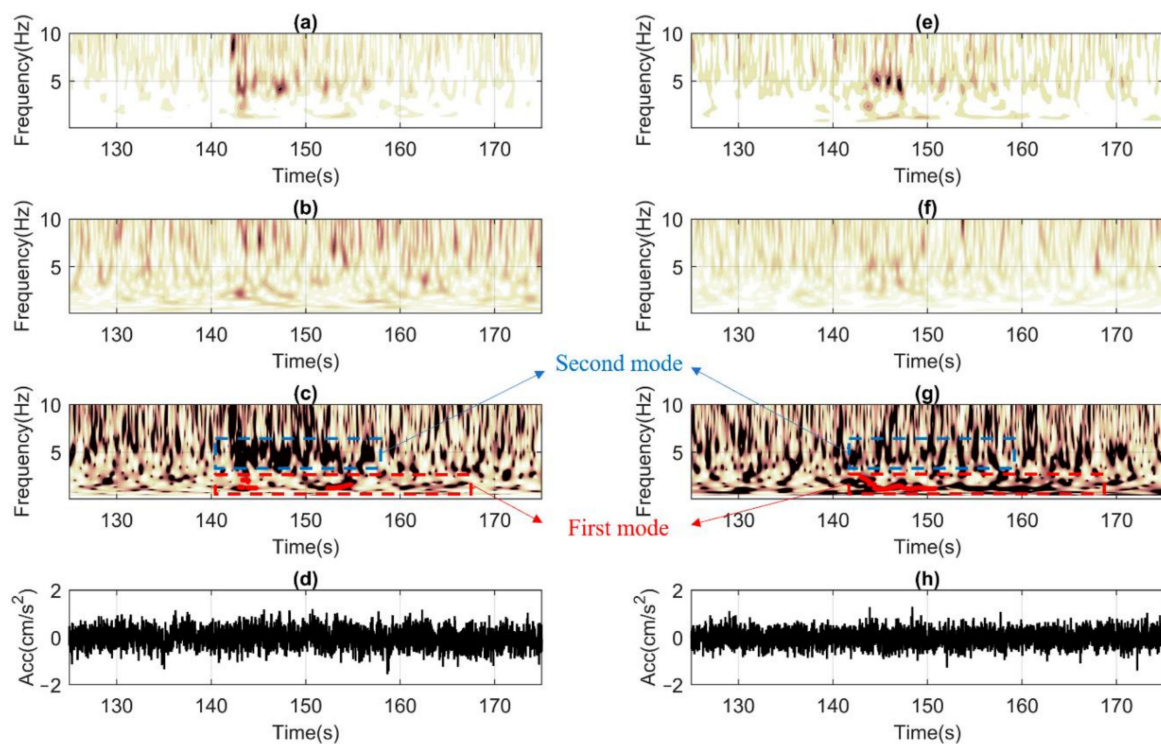 (a)
10
5
Frequency(Hz)
130 140 150 160 170
Time(s)
(e)
10
5
Frequency(Hz)
130 140 150 160 170
Time(s)
(b)
10
5
Frequency(Hz)
130 140 150 160 170
Time(s)
(f)
10
5
Frequency(Hz)
130 140 150 160 170
Time(s)
Second mode
(c)
10
5
Frequency(Hz)
130 140 150 160 170
Time(s)
(g)
10
5
Frequency(Hz)
130 140 150 160 170
Time(s)
First mode
(d)
2
0
-2
Acc(cm/s²)
130 140 150 160 170
Time(s)
(h)
2
0
-2
Acc(cm/s²)
130 140 150 160 170
Time(s)